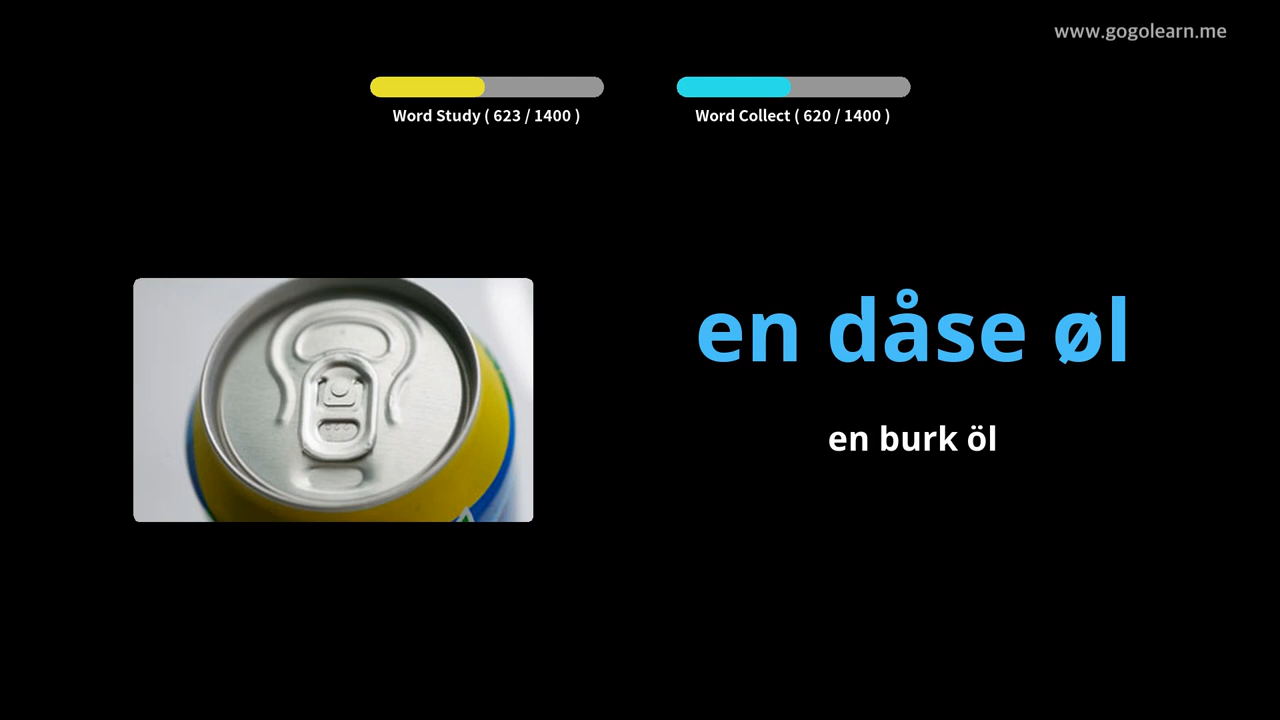 www.gogolearn.me
Word Study ( 623 / 1400 )
Word Collect ( 620 / 1400 )
en dåse øl
en burk öl